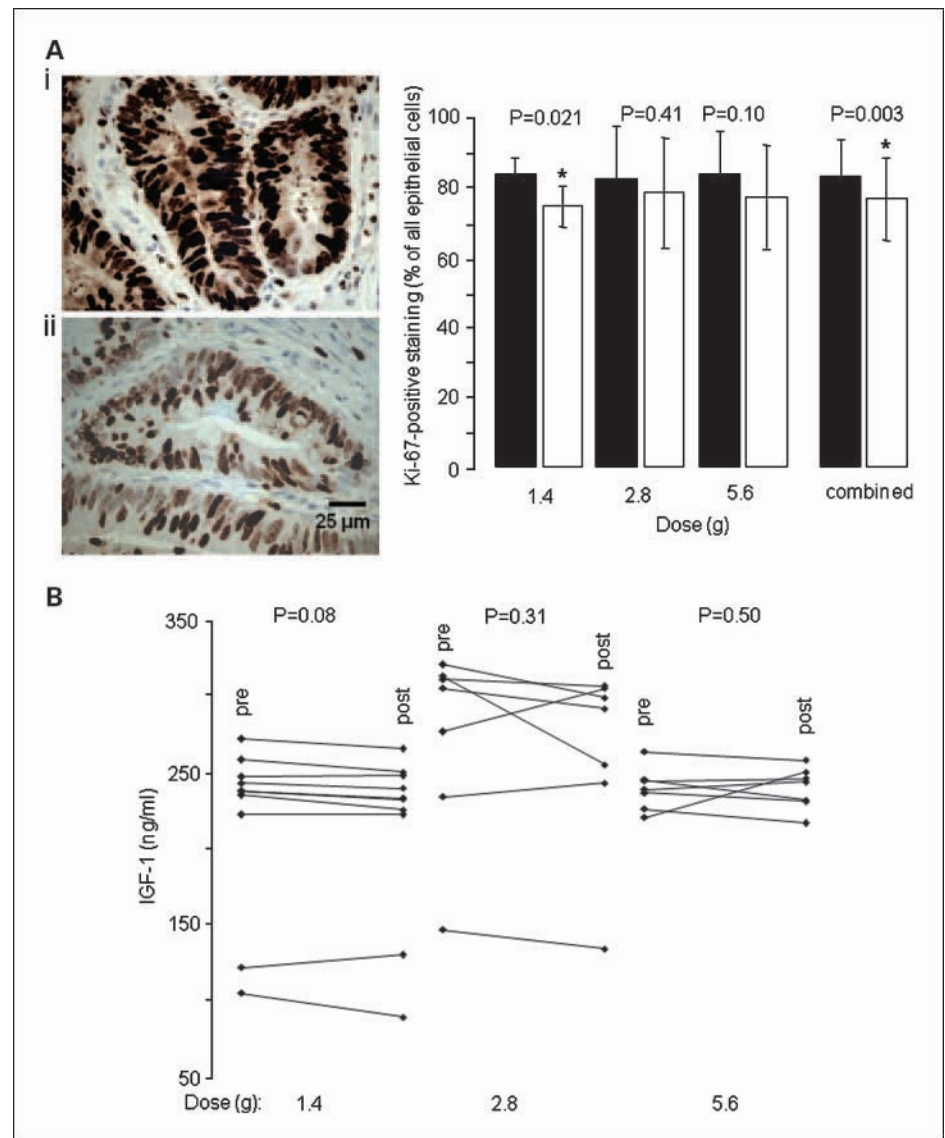 A
i
ii
25 µm
Ki-67-positive staining (% of all epithelial cells)
100
80
60
40
20
0
P=0.021 P=0.41 P=0.10 P=0.003
* *
1.4 2.8 5.6 combined
Dose (g)
B
IGF-1 (ng/ml)
350
250
150
50
P=0.08 P=0.31 P=0.50
pre post pre post pre post
Dose (g): 1.4 2.8 5.6